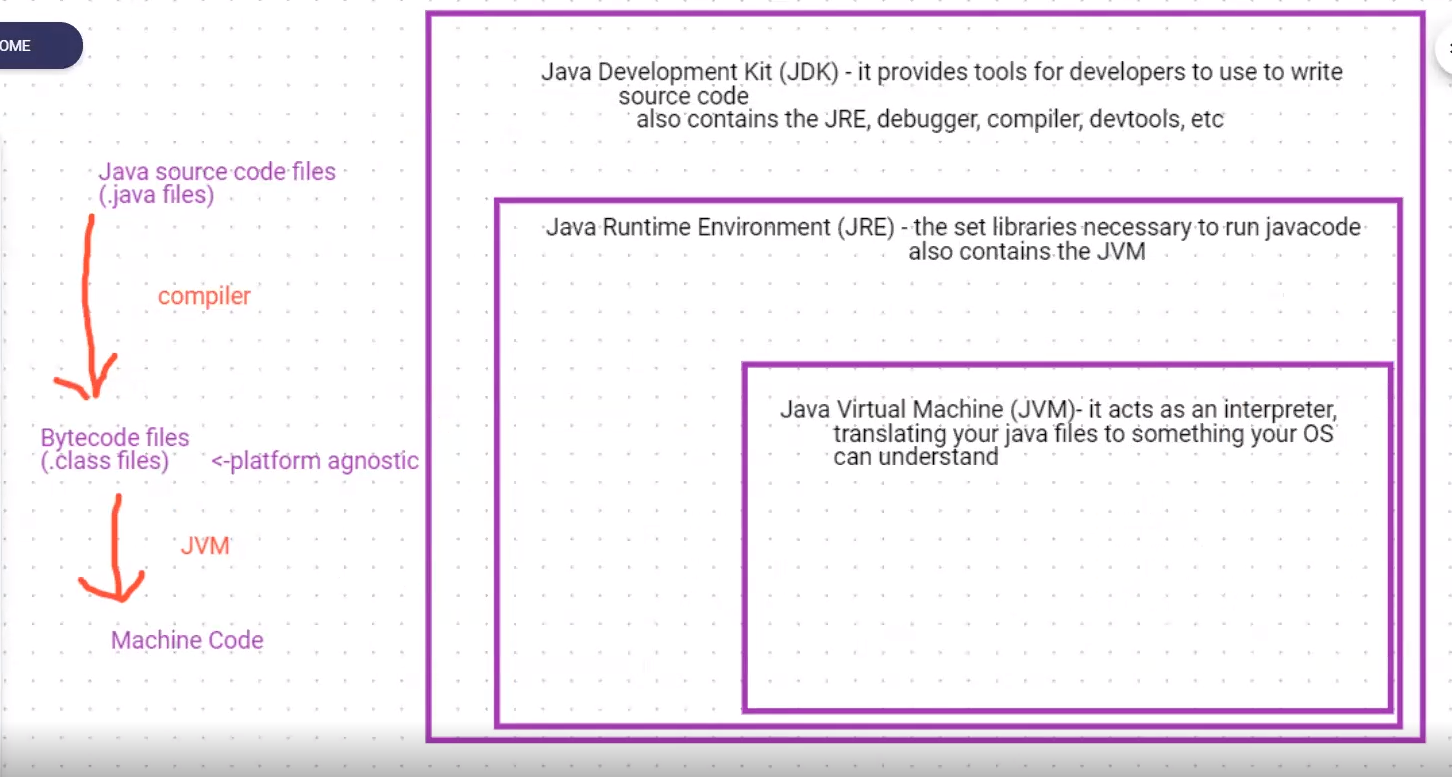 OME
Java Development Kit (JDK) - it provides tools for developers to use to write
source code
also contains the JRE, debugger, compiler, devtools, etc
Java source code files
(.java files)
compiler
Bytecode files
(.class files) <-platform agnostic
JVM
Machine Code
Java Runtime Environment (JRE) - the set libraries necessary to run javacode
also contains the JVM
Java Virtual Machine (JVM)- it acts as an interpreter,
translating your java files to something your OS
can understand